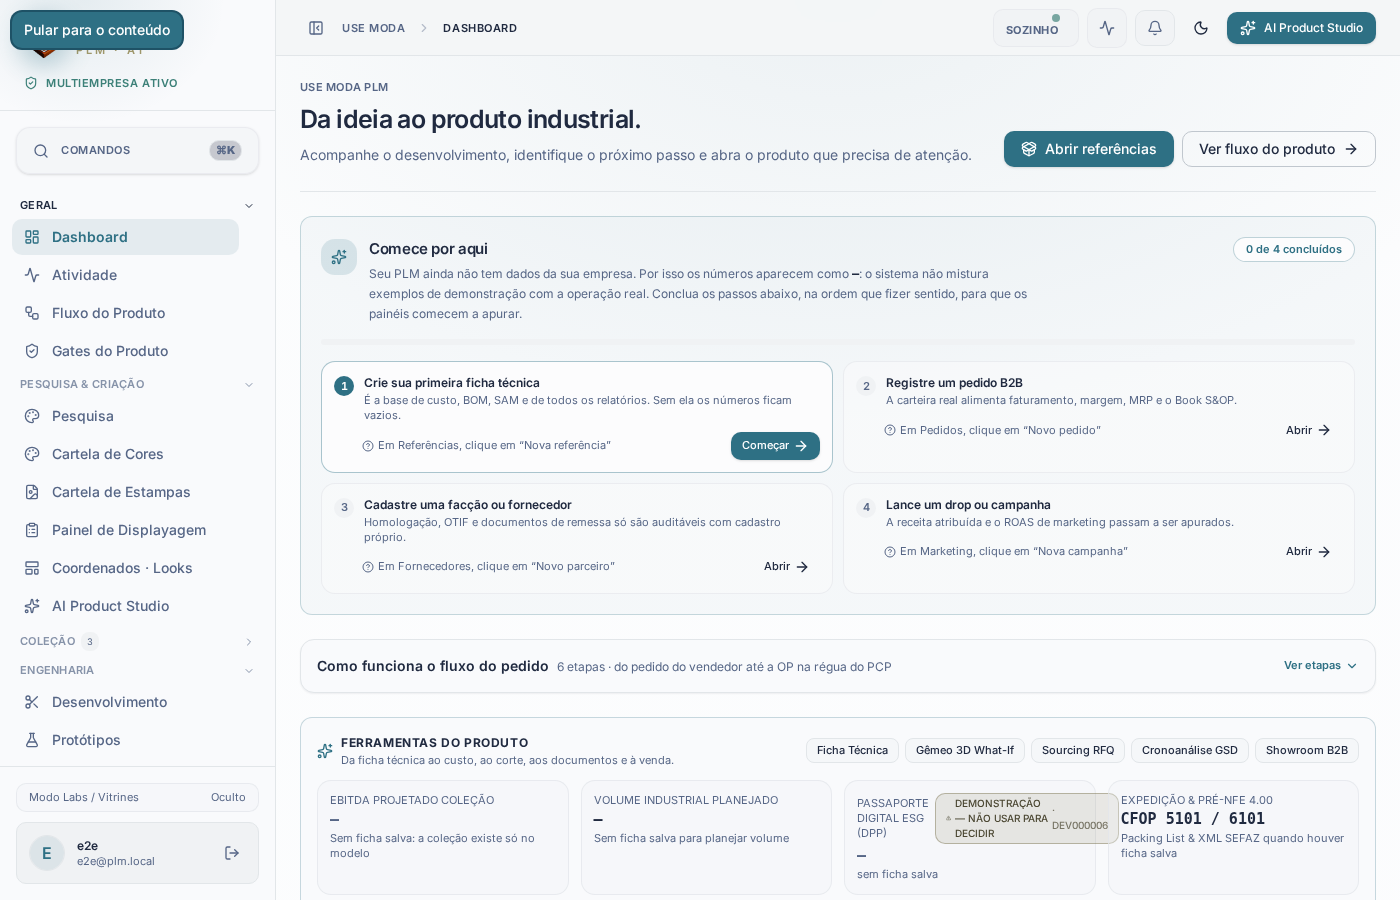 Pular para o conteúdo
PLM · AI
MULTIEMPRESA ATIVO
COMANDOS
⌘K
GERAL
Dashboard
Atividade
Fluxo do Produto
Gates do Produto
PESQUISA & CRIAÇÃO
Pesquisa
Cartela de Cores
Cartela de Estampas
Painel de Displayagem
Coordenados · Looks
AI Product Studio
COLEÇÃO 3
ENGENHARIA
Desenvolvimento
Protótipos
Modo Labs / Vitrines Oculto
E
e2e
e2e@plm.local
USE MODA
DASHBOARD
SOZINHO
AI Product Studio
USE MODA PLM
Da ideia ao produto industrial.
Acompanhe o desenvolvimento, identifique o próximo passo e abra o produto que precisa de atenção.
Abrir referências
Ver fluxo do produto
Comece por aqui
0 de 4 concluídos
Seu PLM ainda não tem dados da sua empresa. Por isso os números aparecem como —: o sistema não mistura
exemplos de demonstração com a operação real. Conclua os passos abaixo, na ordem que fizer sentido, para que os
painéis comecem a apurar.
1
Crie sua primeira ficha técnica
É a base de custo, BOM, SAM e de todos os relatórios. Sem ela os números ficam
vazios.
Em Referências, clique em “Nova referência”
Começar
2
Registre um pedido B2B
A carteira real alimenta faturamento, margem, MRP e o Book S&OP.
Em Pedidos, clique em “Novo pedido”
Abrir
3
Cadastre uma facção ou fornecedor
Homologação, OTIF e documentos de remessa só são auditáveis com cadastro
próprio.
Em Fornecedores, clique em “Novo parceiro”
Abrir
4
Lance um drop ou campanha
A receita atribuída e o ROAS de marketing passam a ser apurados.
Em Marketing, clique em “Nova campanha”
Abrir
Como funciona o fluxo do pedido 6 etapas · do pedido do vendedor até a OP na régua do PCP
Ver etapas
FERRAMENTAS DO PRODUTO
Da ficha técnica ao custo, ao corte, aos documentos e à venda.
Ficha Técnica
Gêmeo 3D What-If
Sourcing RFQ
Cronoanálise GSD
Showroom B2B
EBITDA PROJETADO COLEÇÃO
—
Sem ficha salva: a coleção existe só no
modelo
VOLUME INDUSTRIAL PLANEJADO
—
Sem ficha salva para planejar volume
PASSAPORTE
DIGITAL ESG
(DPP)
—
sem ficha salva
DEMONSTRAÇÃO
— NÃO USAR PARA
DECIDIR
·
DEV000006
EXPEDIÇÃO & PRÉ-NFE 4.00
CFOP 5101 / 6101
Packing List & XML SEFAZ quando houver
ficha salva